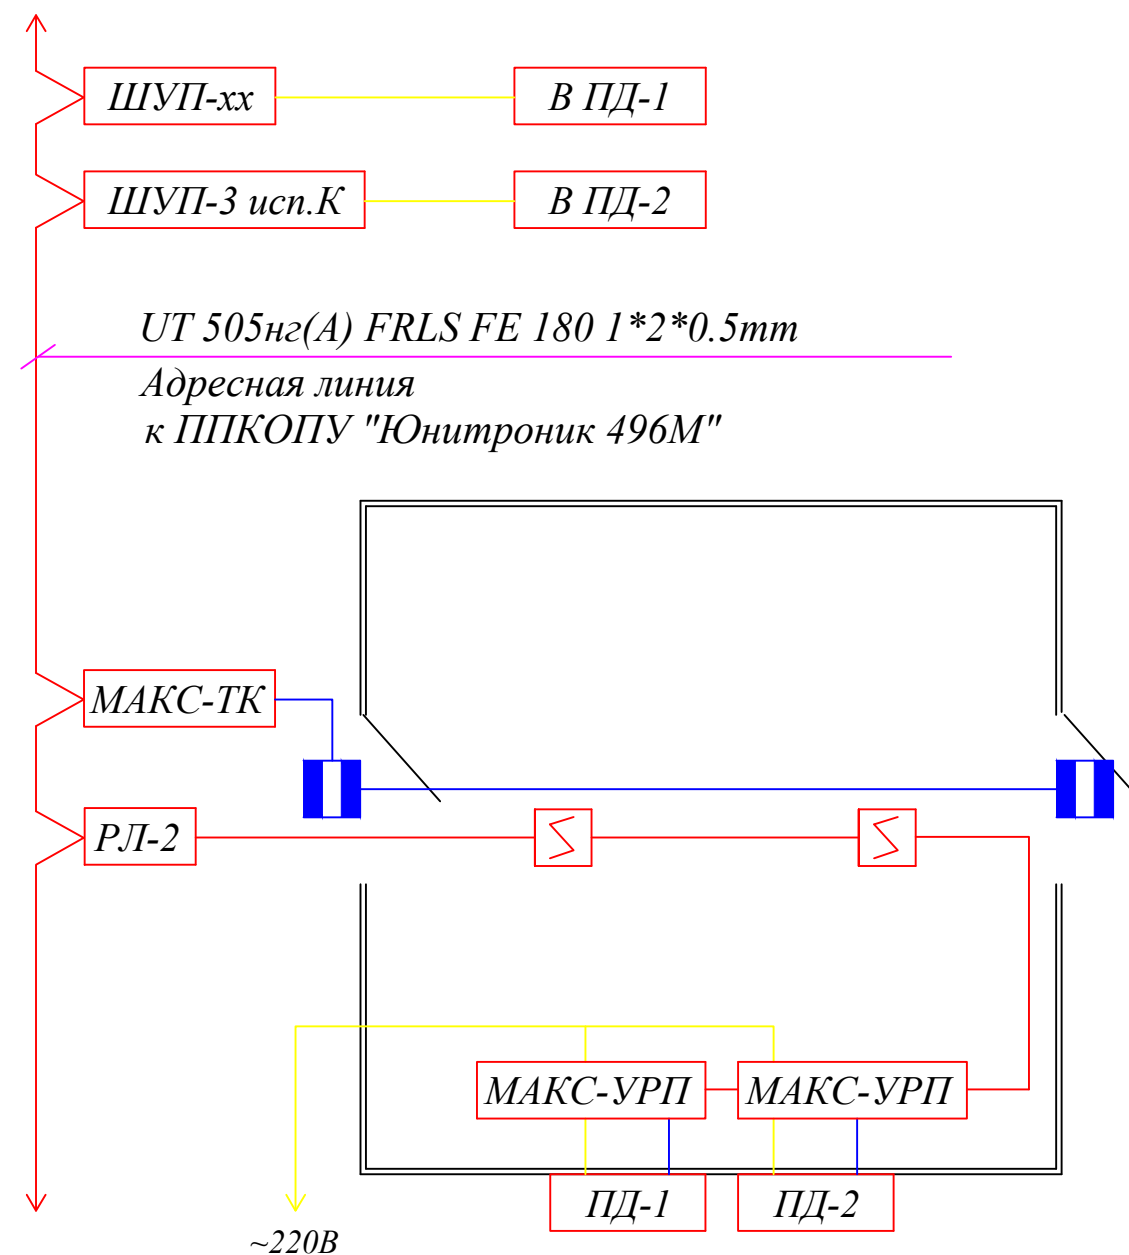 ШУП-хх
В ПД-1
ШУП-3 исп.К
В ПД-2
UT 505нг(А) FRLS FE 180 1*2*0.5mm
Адресная линия
к ППКОПУ "Юнитроник 496М"
МАКС-ТК
РЛ-2
МАКС-УРП
МАКС-УРП
ПД-1
ПД-2
~220В